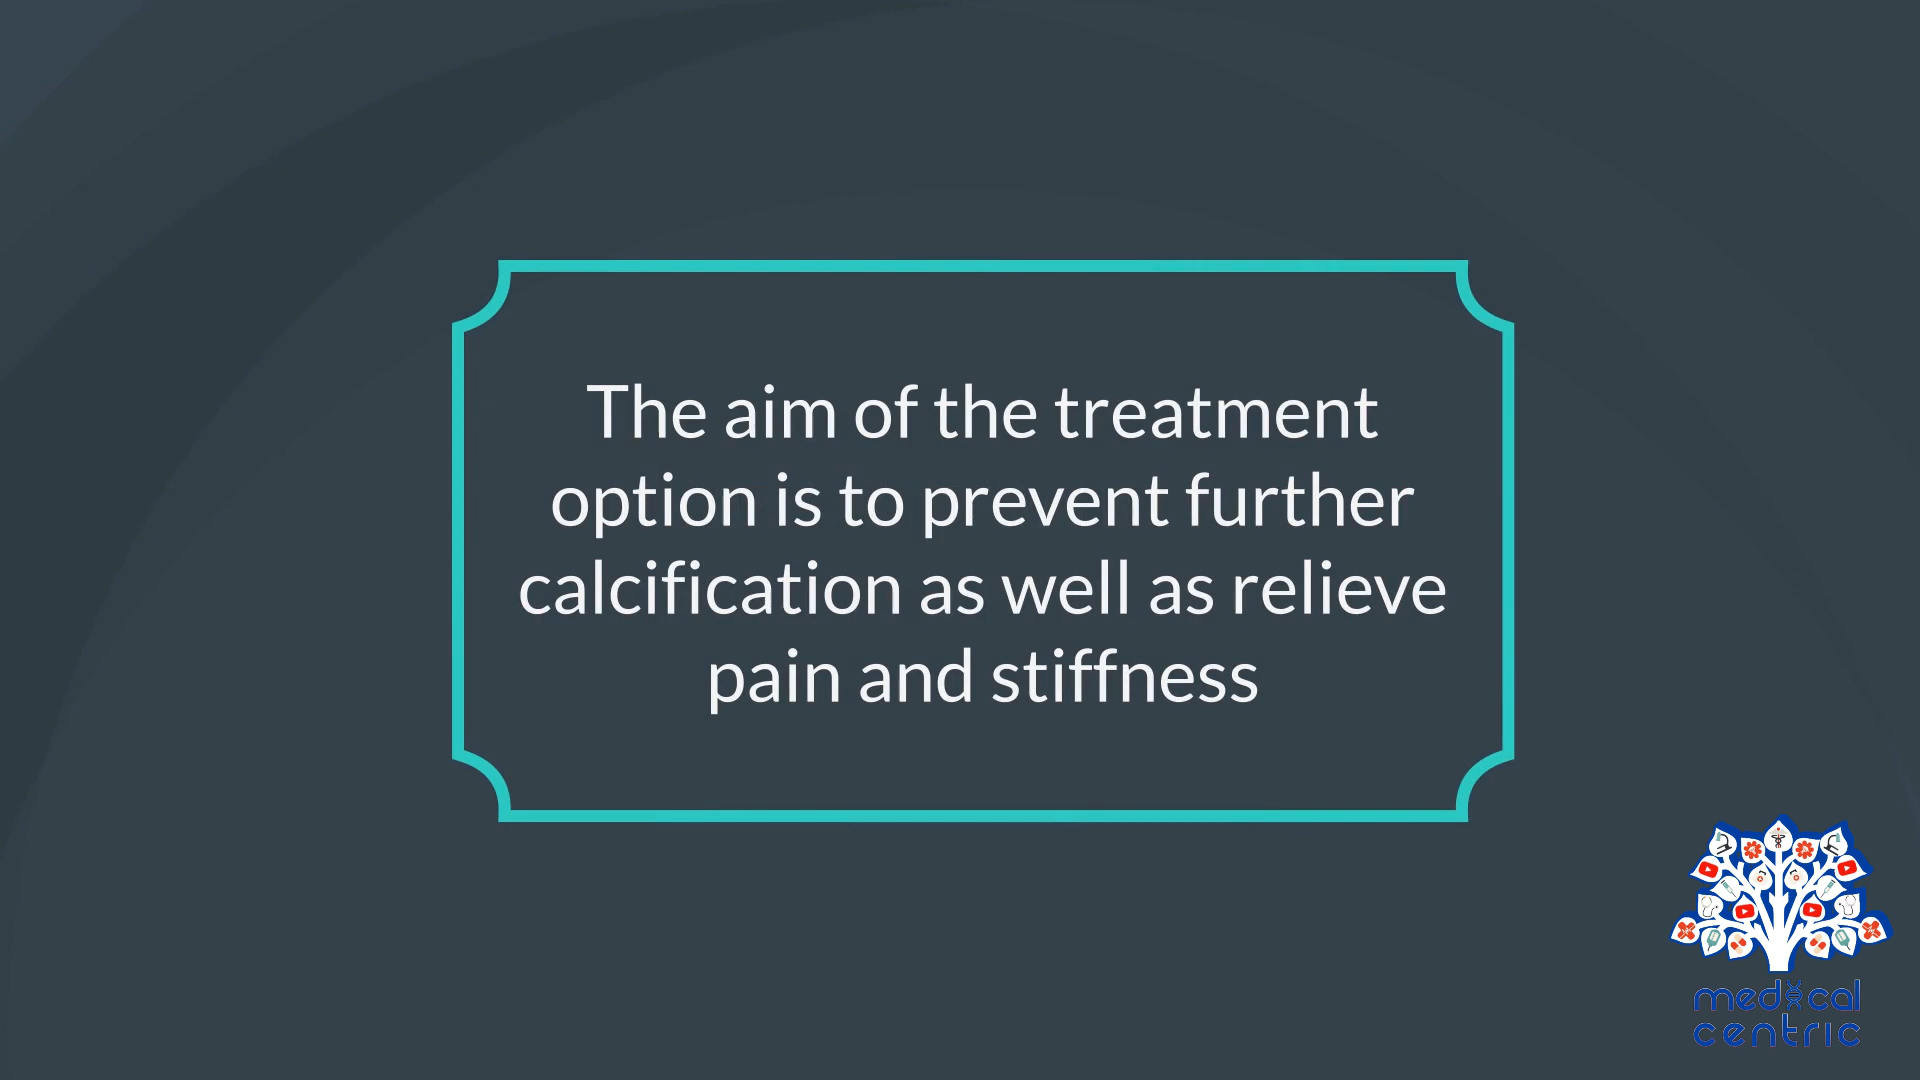 The aim of the treatment
option is to prevent further
calcification as well as relieve
pain and stiffness
medical
centric